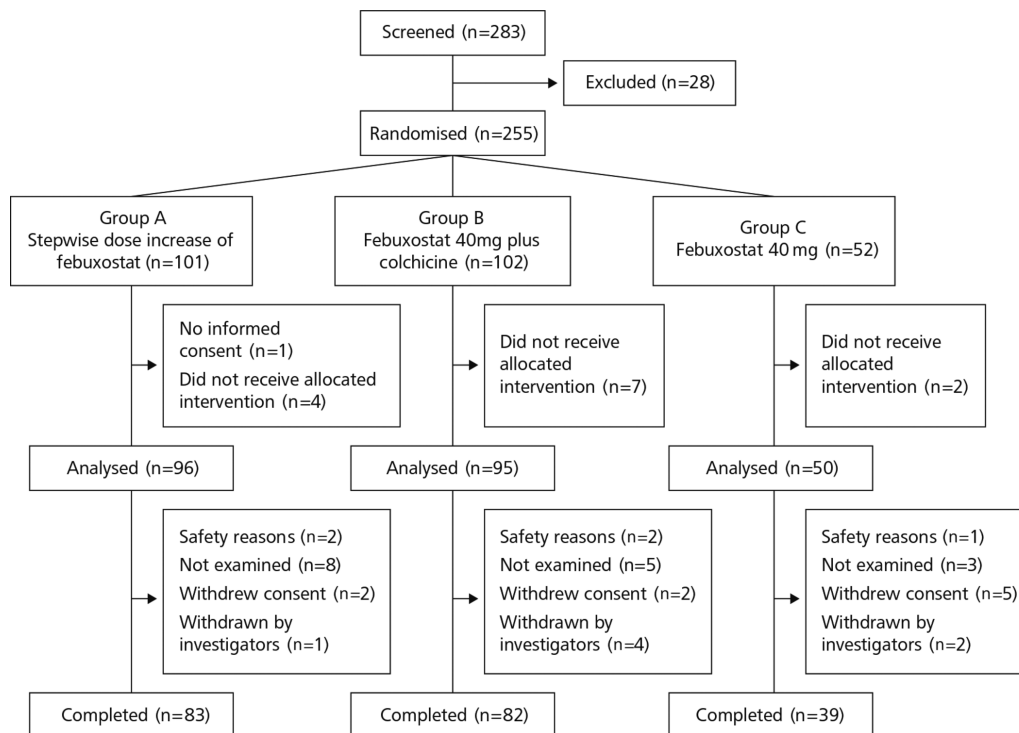 Screened (n=283)
Excluded (n=28)
Randomised (n=255)
Group A
Stepwise dose increase of
febuxostat (n=101)
Group B
Febuxostat 40mg plus
colchicine (n=102)
Group C
Febuxostat 40 mg (n=52)
No informed
consent (n=1)
Did not receive allocated
intervention (n=4)
Did not receive
allocated
intervention (n=7)
Did not receive
allocated
intervention (n=2)
Analysed (n=96)
Analysed (n=95)
Analysed (n=50)
Safety reasons (n=2)
Not examined (n=8)
Withdrew consent (n=2)
Withdrawn by
investigators (n=1)
Safety reasons (n=2)
Not examined (n=5)
Withdrew consent (n=2)
Withdrawn by
investigators (n=4)
Safety reasons (n=1)
Not examined (n=3)
Withdrew consent (n=5)
Withdrawn by
investigators (n=2)
Completed (n=83)
Completed (n=82)
Completed (n=39)